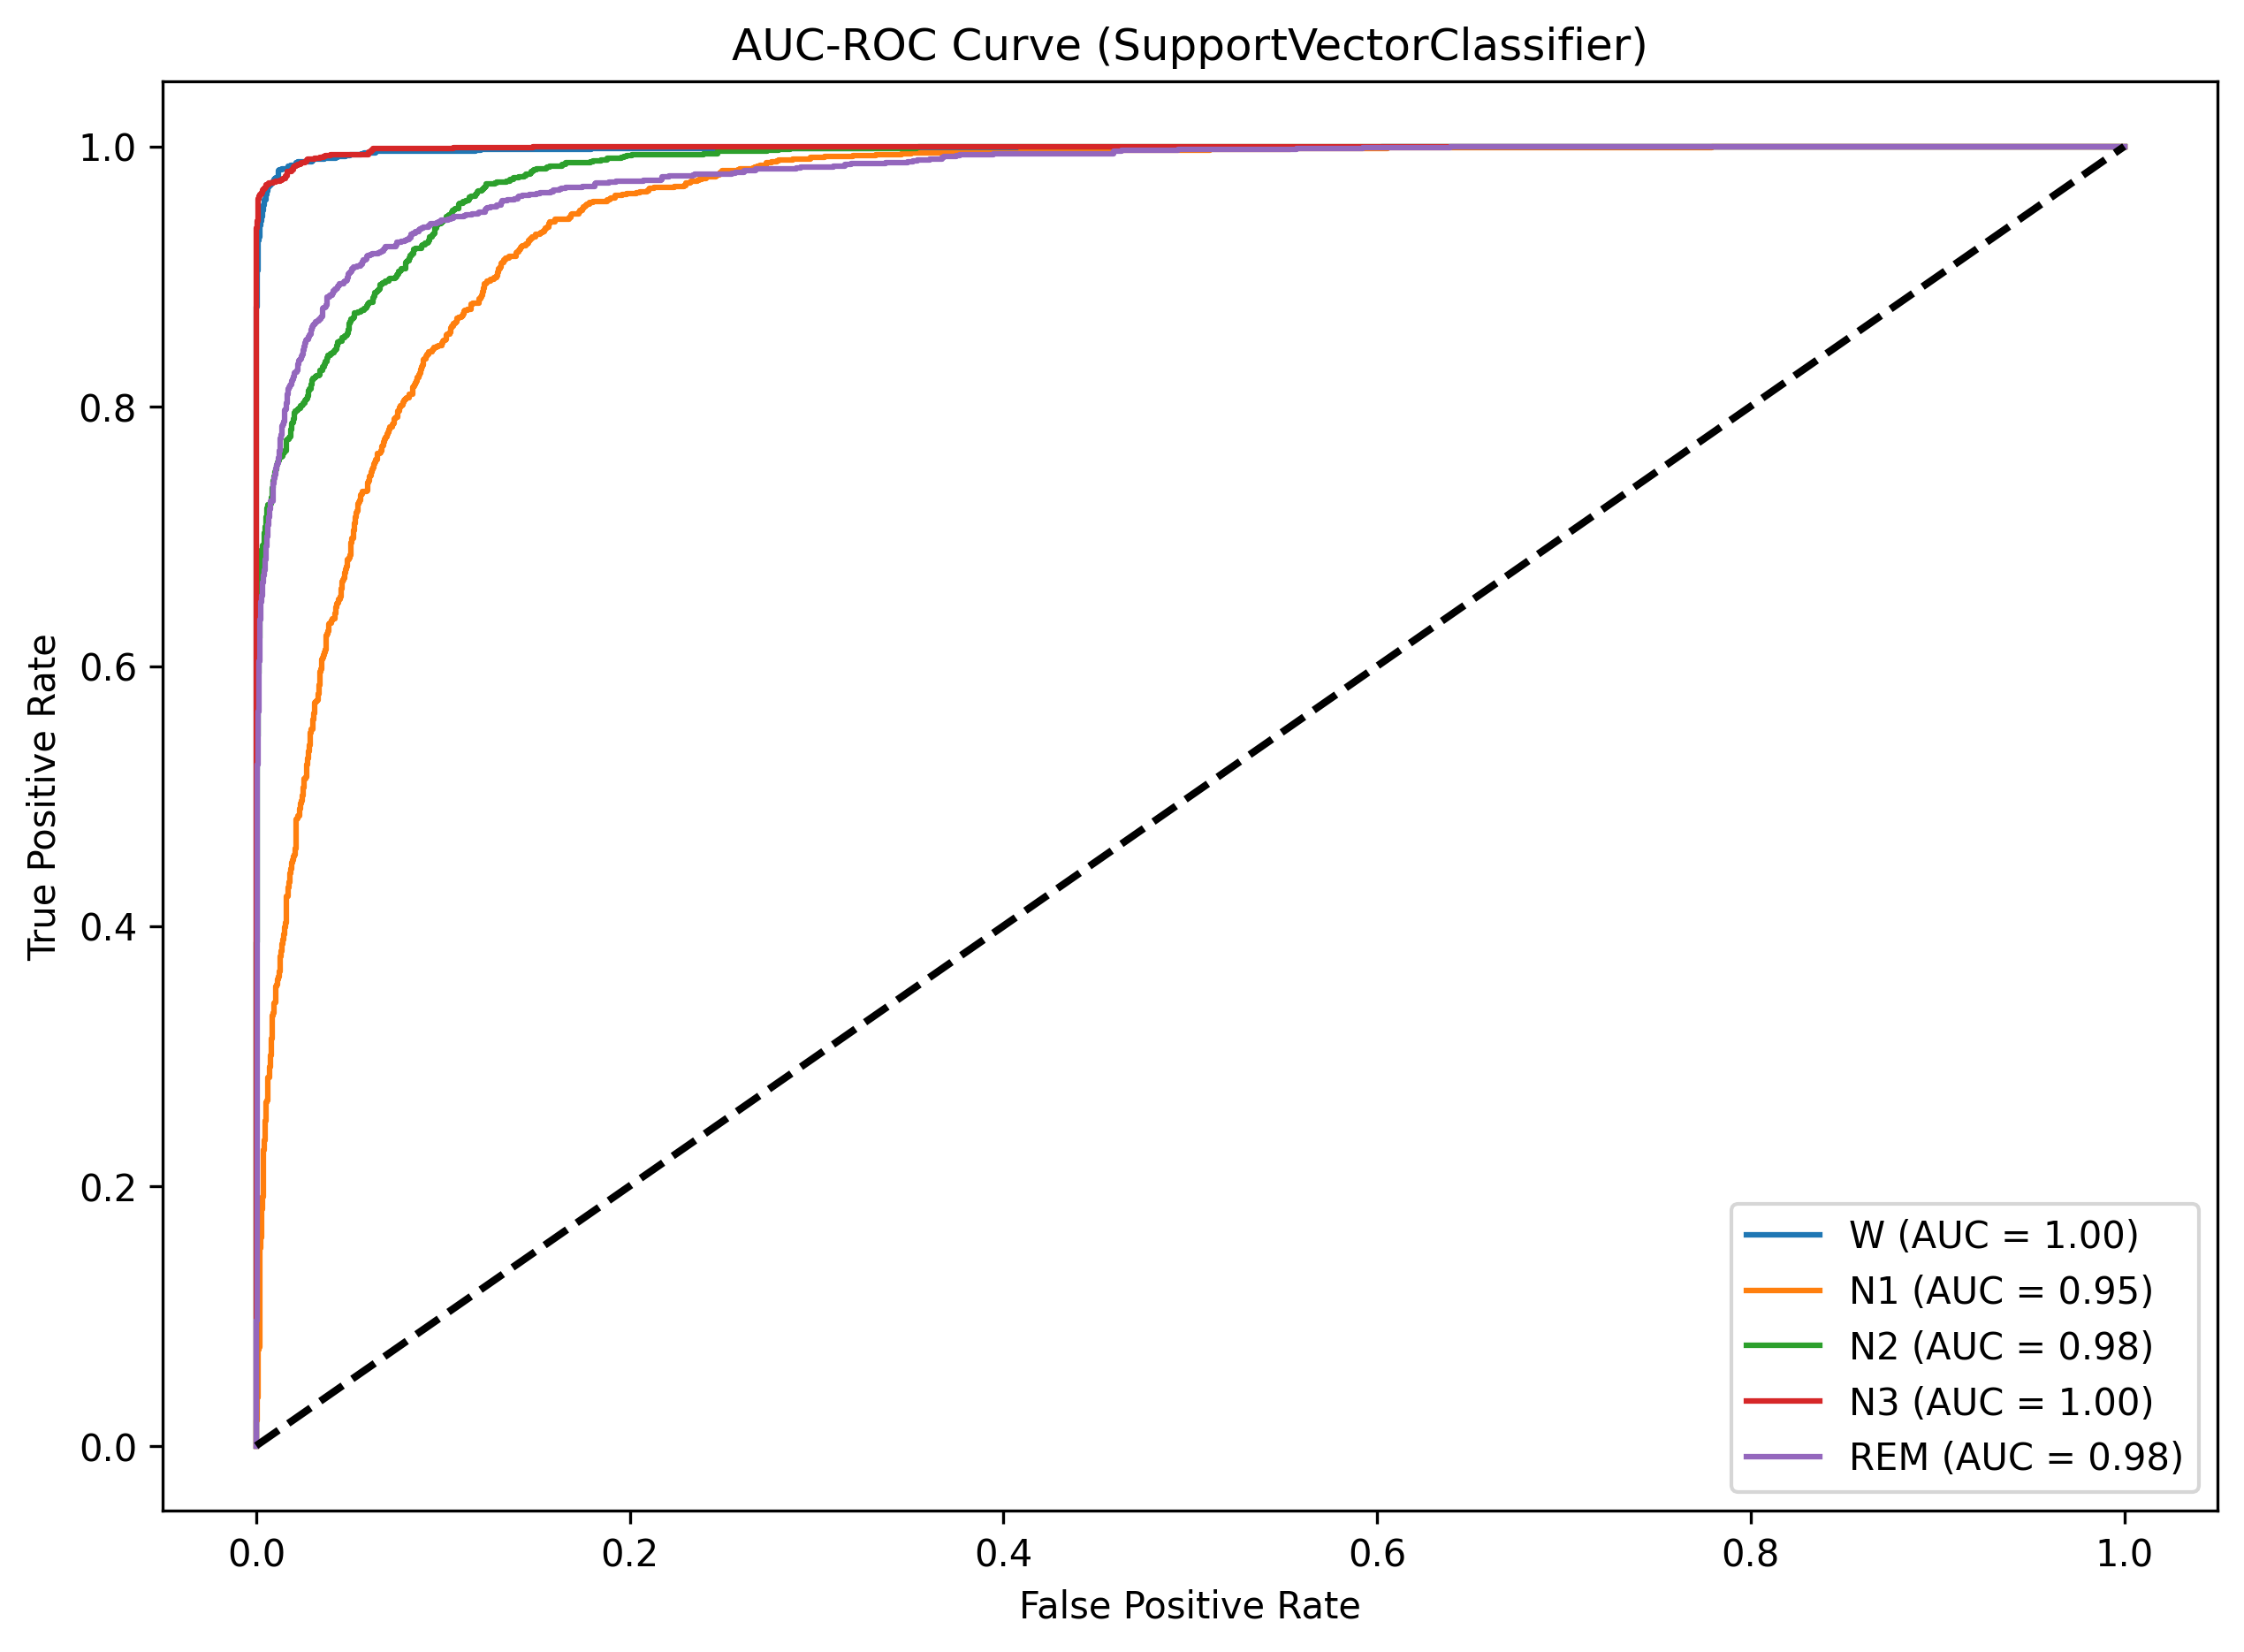 AUC-ROC Curve (SupportVectorClassifier)
True Positive Rate
1.0
0.8
0.6
0.4
0.2
0.0
0.0 0.2 0.4 0.6 0.8 1.0
False Positive Rate
W (AUC = 1.00)
N1 (AUC = 0.95)
N2 (AUC = 0.98)
N3 (AUC = 1.00)
REM (AUC = 0.98)